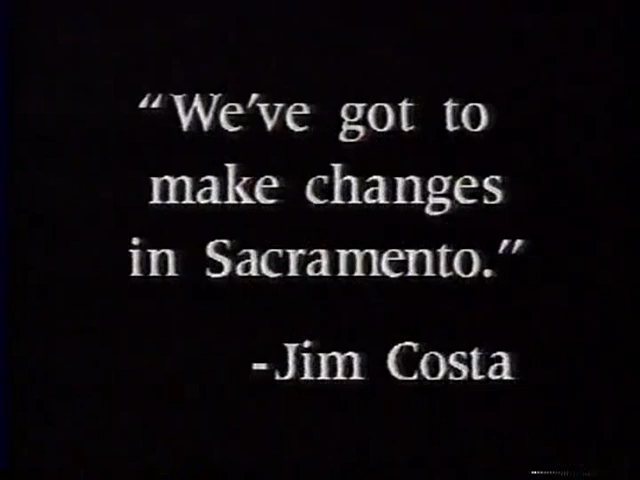 “We’ve got to
make changes
in Sacramento.”
-Jim Costa